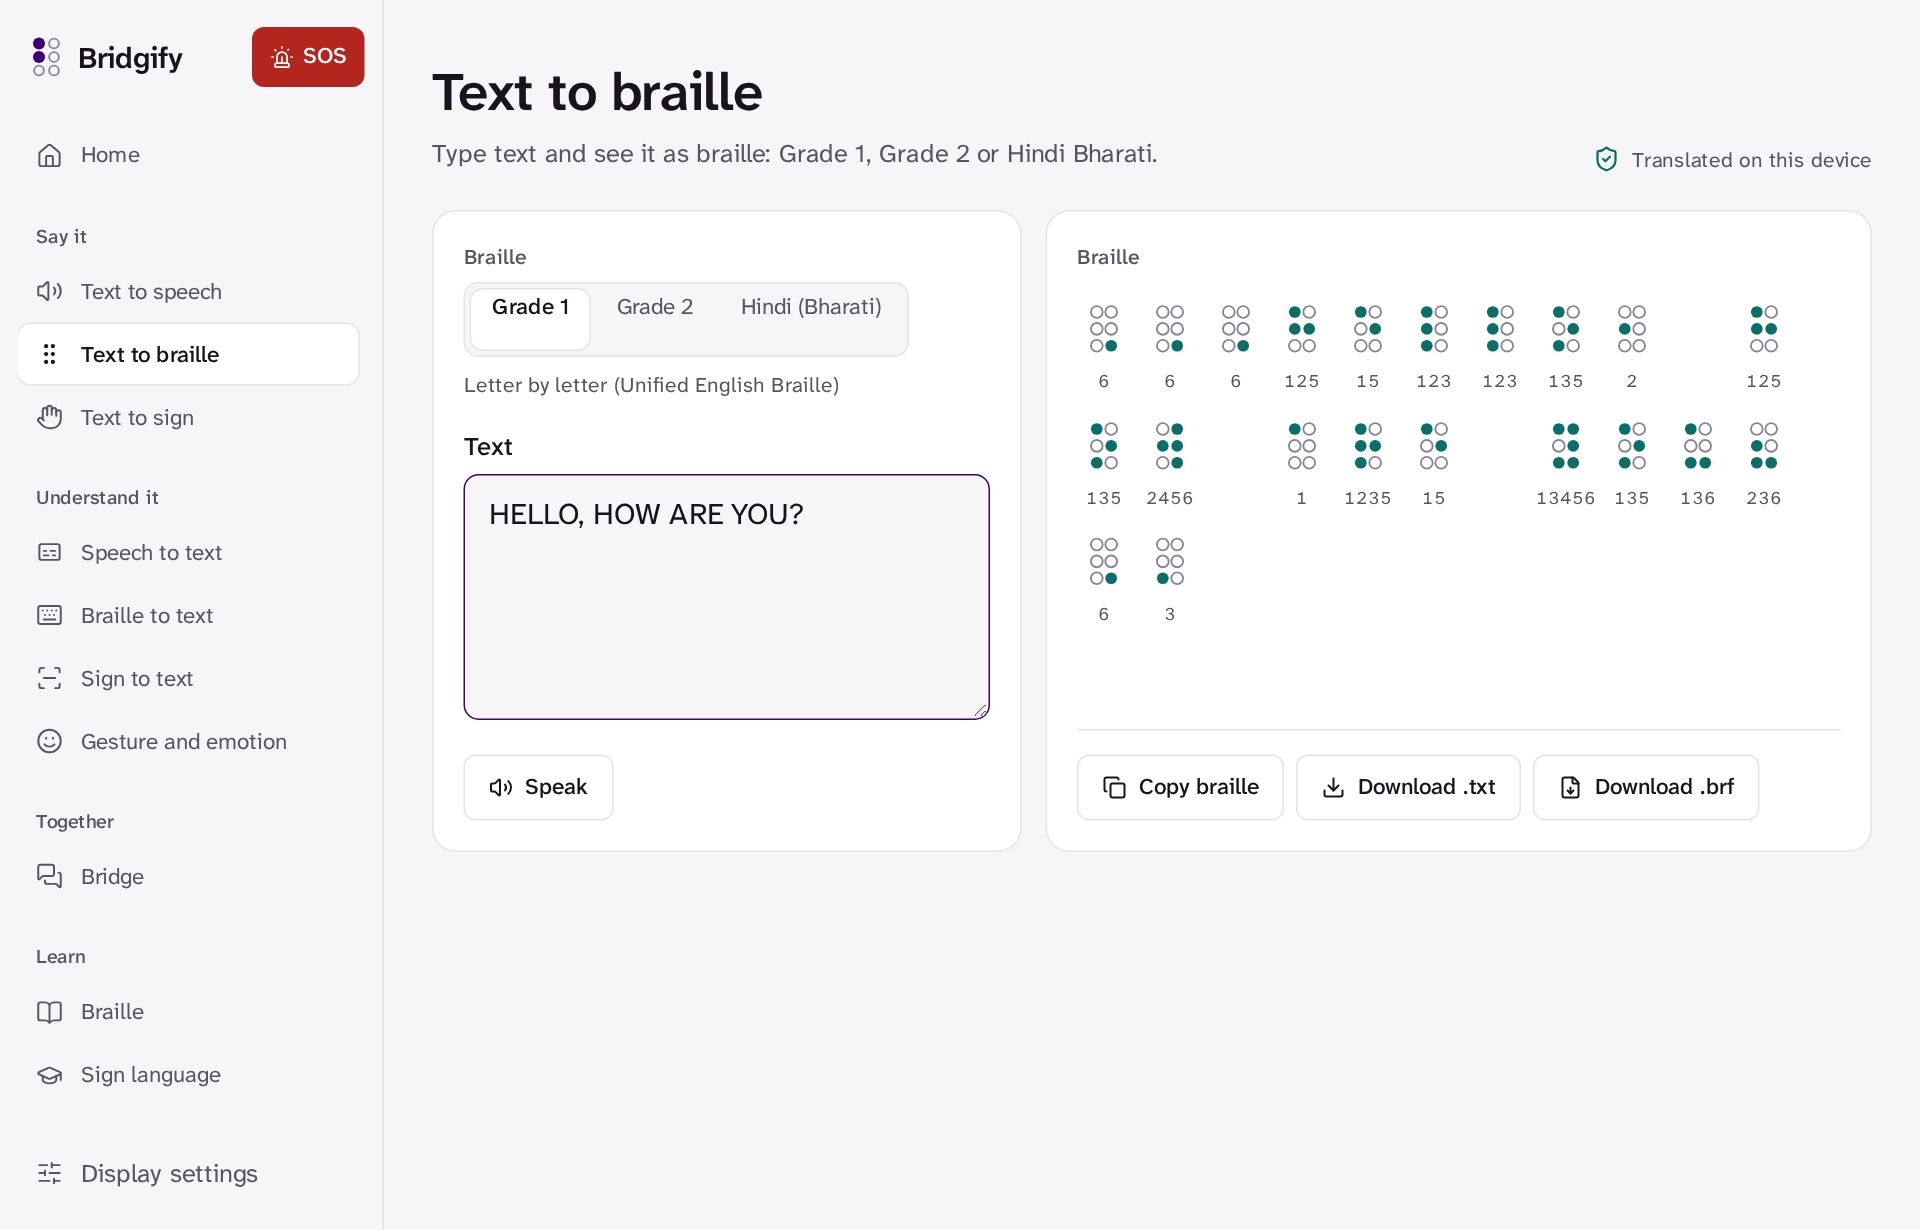 Bridgify
SOS
Home
Say it
Text to speech
Text to braille
Text to sign
Understand it
Speech to text
Braille to text
Sign to text
Gesture and emotion
Together
Bridge
Learn
Braille
Sign language
Display settings
Text to braille
Type text and see it as braille: Grade 1, Grade 2 or Hindi Bharati.
Translated on this device
Braille
Grade 1 Grade 2 Hindi (Bharati)
Letter by letter (Unified English Braille)
Text
HELLO, HOW ARE YOU?
Speak
Braille
6 6 6 125 15 123 123 135 2 125
135 2456 1 1235 15 13456 135 136 236
6 3
Copy braille Download .txt Download .brf